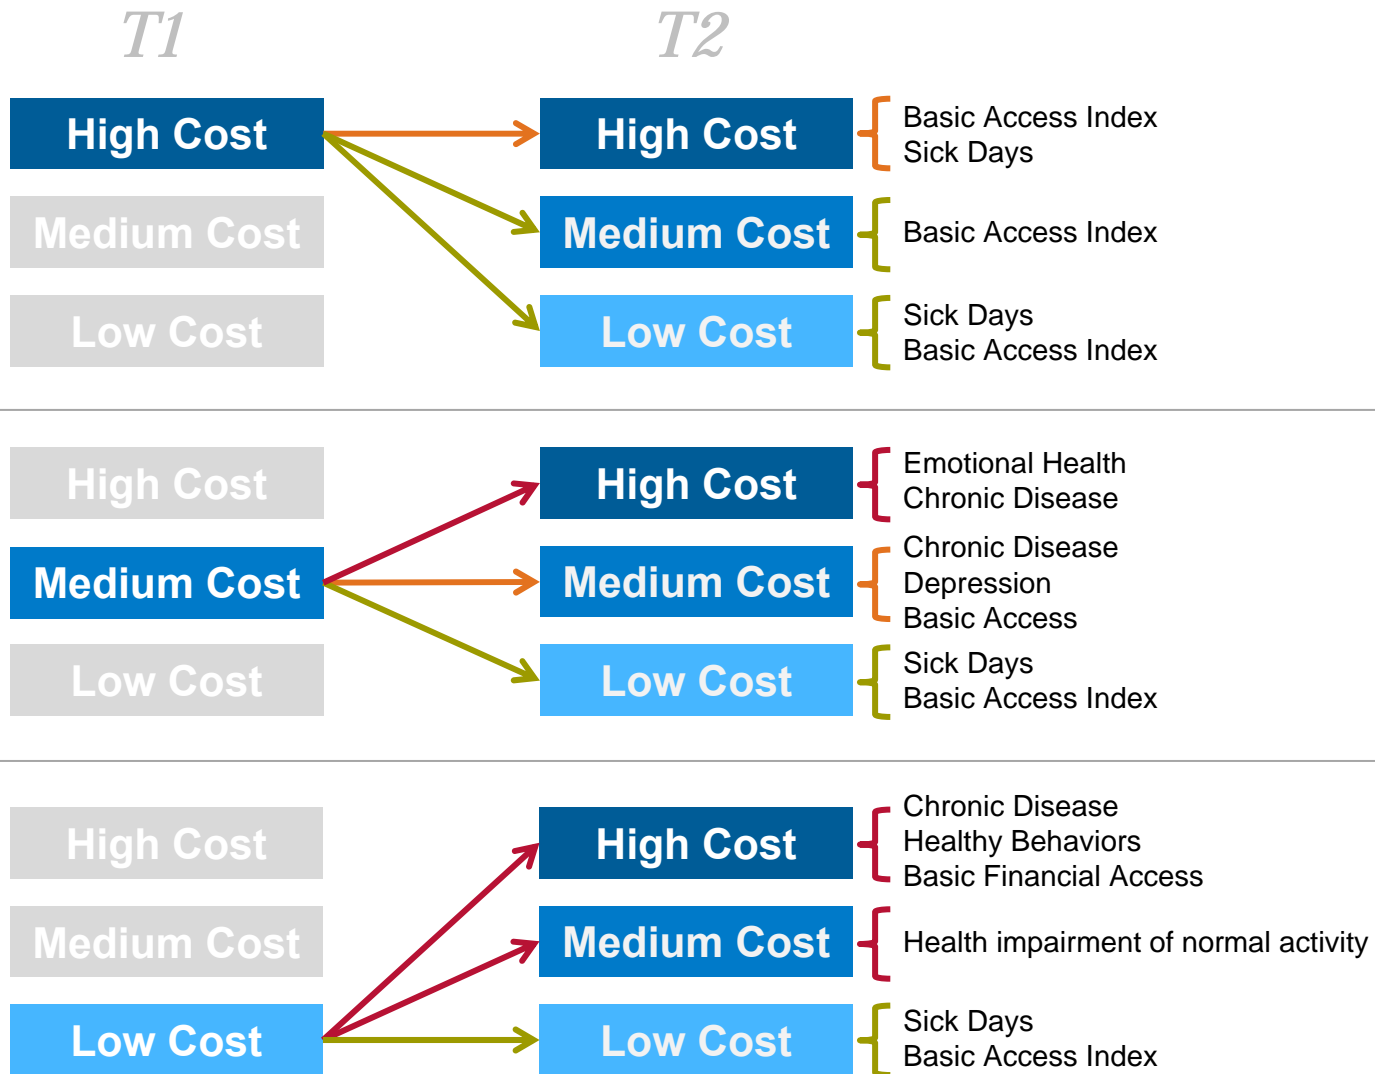 T1
T2
High Cost
High Cost
Basic Access Index
Sick Days
Medium Cost
Medium Cost
Basic Access Index
Low Cost
Low Cost
Sick Days
Basic Access Index
High Cost
High Cost
Emotional Health
Chronic Disease
Medium Cost
Medium Cost
Chronic Disease
Depression
Basic Access
Low Cost
Low Cost
Sick Days
Basic Access Index
High Cost
High Cost
Chronic Disease
Healthy Behaviors
Basic Financial Access
Medium Cost
Medium Cost
Health impairment of normal activity
Low Cost
Low Cost
Sick Days
Basic Access Index